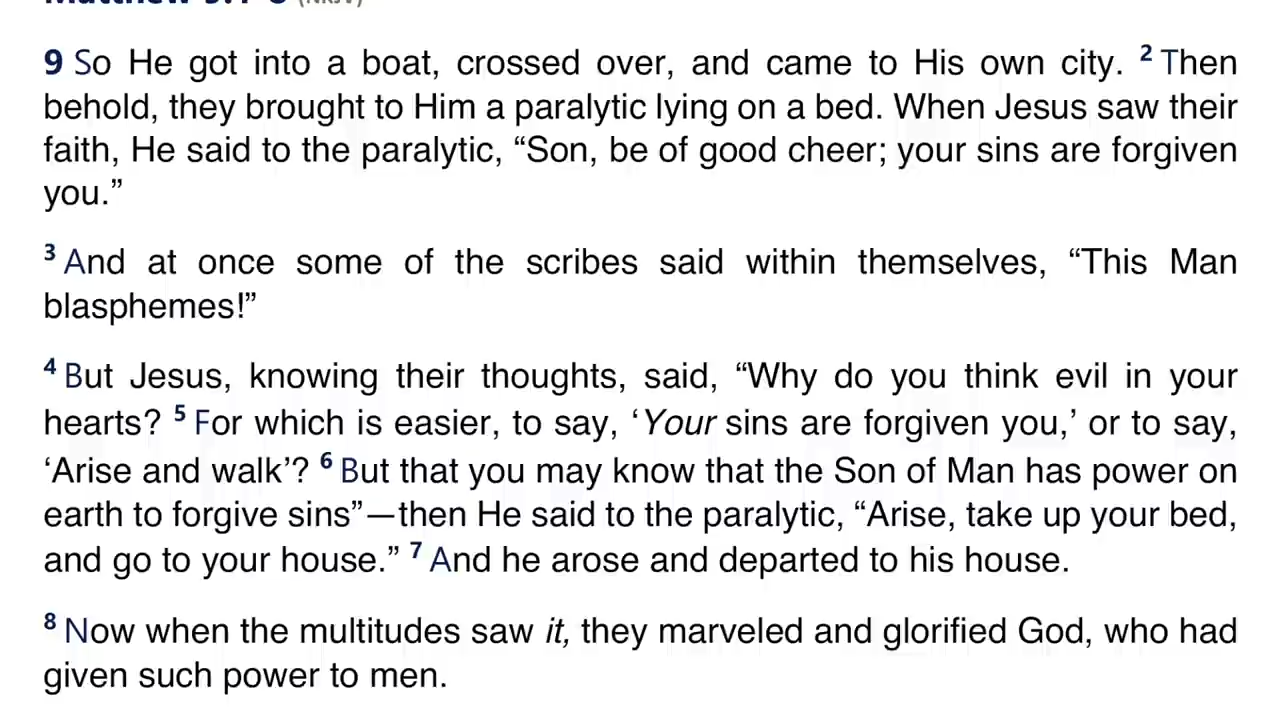 Matthew 9:1-8 (NKJV)
9 So He got into a boat, crossed over, and came to His own city. 2 Then
behold, they brought to Him a paralytic lying on a bed. When Jesus saw their
faith, He said to the paralytic, “Son, be of good cheer; your sins are forgiven
you.”
3 And at once some of the scribes said within themselves, “This Man
blasphemes!”
4 But Jesus, knowing their thoughts, said, “Why do you think evil in your
hearts? 5 For which is easier, to say, ‘Your sins are forgiven you,’ or to say,
‘Arise and walk’? 6 But that you may know that the Son of Man has power on
earth to forgive sins”—then He said to the paralytic, “Arise, take up your bed,
and go to your house.” 7 And he arose and departed to his house.
8 Now when the multitudes saw it, they marveled and glorified God, who had
given such power to men.